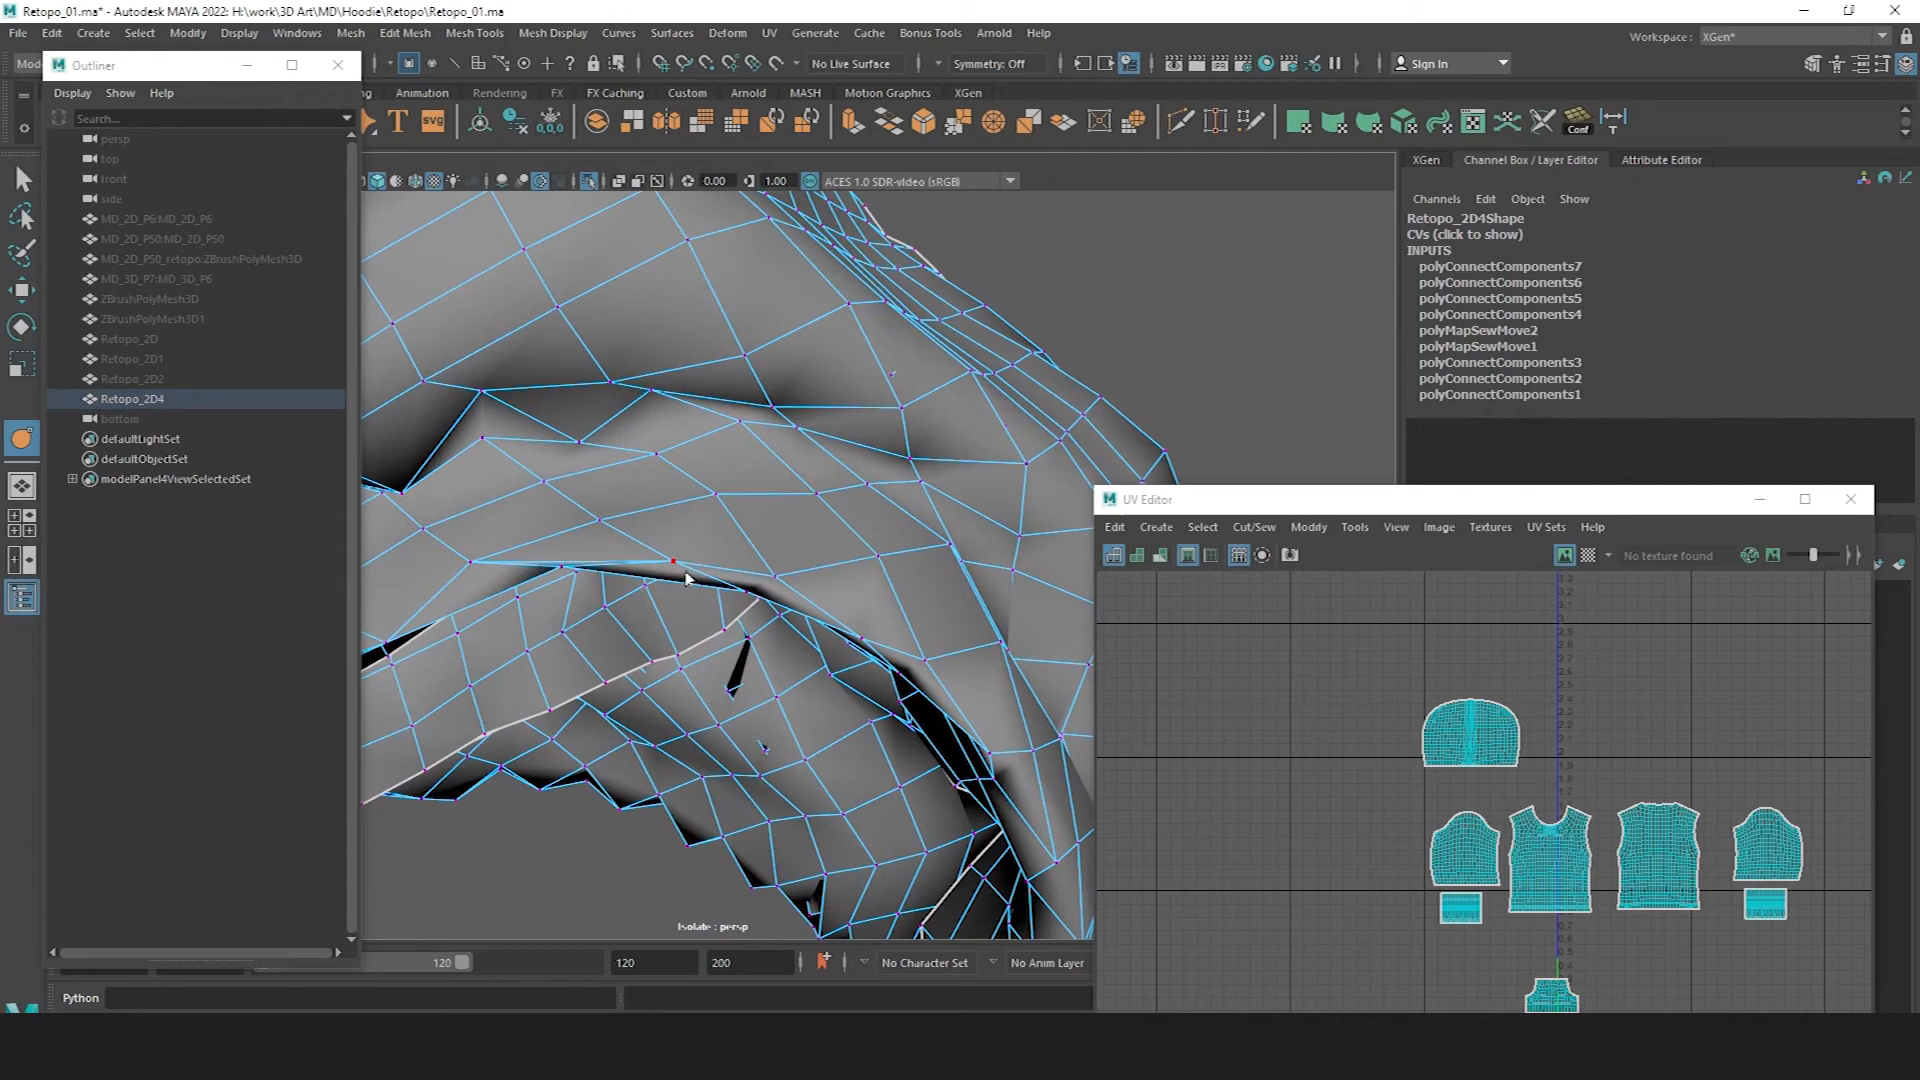 Retopo_01.ma* - Autodesk MAYA 2022: H:\work\3D Art\MD\Hoodie\Retopo\Retopo_01.ma
File Edit Create Select Modify Display Windows Mesh Edit Mesh Mesh Tools Mesh Display Curves Surfaces Deform UV Generate Cache Bonus Tools Arnold Help
Workspace : XGen*
No Live Surface
Symmetry: Off
Sign In
Outliner
Display Show Help
Search...
persp
top
front
side
MD_2D_P6:MD_2D_P6
MD_2D_P50:MD_2D_P50
MD_2D_P50_retopo:ZBrushPolyMesh3D
MD_3D_P7:MD_3D_P6
ZBrushPolyMesh3D
ZBrushPolyMesh3D1
Retopo_2D
Retopo_2D1
Retopo_2D2
Retopo_2D4
bottom
defaultLightSet
defaultObjectSet
modelPanel4ViewSelectedSet
Animation Rendering FX FX Caching Custom Arnold MASH Motion Graphics XGen
T svg
0,0,0
Conf
0.00 1.00 ACES 1.0 SDR-video (sRGB)
XGen Channel Box / Layer Editor Attribute Editor
Channels Edit Object Show
Retopo_2D4Shape
CVs (click to show)
INPUTS
polyConnectComponents7
polyConnectComponents6
polyConnectComponents5
polyConnectComponents4
polyMapSewMove2
polyMapSewMove1
polyConnectComponents3
polyConnectComponents2
polyConnectComponents1
UV Editor
Edit Create Select Cut/Sew Modify Tools View Image Textures UV Sets Help
No texture found
Isolate : persp
120 120 200 No Character Set No Anim Layer
Python